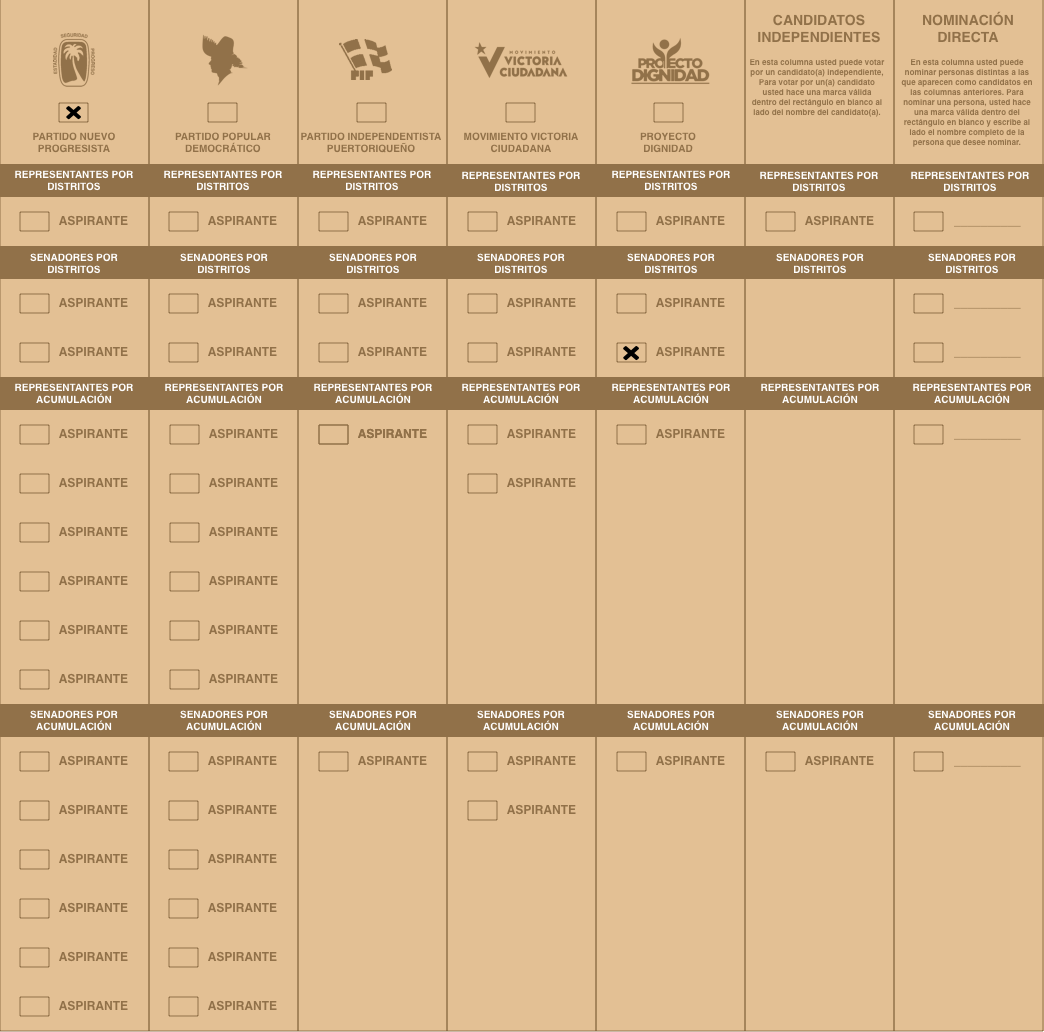 SEGURIDAD
ESTADIDAD
PROGRESO
PARTIDO NUEVO
PROGRESISTA
PARTIDO POPULAR
DEMOCRÁTICO
PIP
PARTIDO INDEPENDENTISTA
PUERTORIQUEÑO
MOVIMIENTO
VICTORIA
CIUDADANA
MOVIMIENTO VICTORIA
CIUDADANA
PROYECTO
DIGNIDAD
PROYECTO
DIGNIDAD
CANDIDATOS
INDEPENDIENTES
En esta columna usted puede votar
por un candidato(a) independiente,
Para votar por un(a) candidato
usted hace una marca válida
dentro del rectángulo en blanco al
lado del nombre del candidato(a).
NOMINACIÓN
DIRECTA
En esta columna usted puede
nominar personas distintas a las
que aparecen como candidatos en
las columnas anteriores. Para
nominar una persona, usted hace
una marca válida dentro del
rectángulo en blanco y escribe al
lado el nombre completo de la
persona que desee nominar.
REPRESENTANTES POR REPRESENTANTES POR REPRESENTANTES POR REPRESENTANTES POR REPRESENTANTES POR REPRESENTANTES POR REPRESENTANTES POR
DISTRITOS DISTRITOS DISTRITOS DISTRITOS DISTRITOS DISTRITOS DISTRITOS
ASPIRANTE ASPIRANTE ASPIRANTE ASPIRANTE ASPIRANTE ASPIRANTE
SENADORES POR SENADORES POR SENADORES POR SENADORES POR SENADORES POR SENADORES POR SENADORES POR
DISTRITOS DISTRITOS DISTRITOS DISTRITOS DISTRITOS DISTRITOS DISTRITOS
ASPIRANTE ASPIRANTE ASPIRANTE ASPIRANTE ASPIRANTE
ASPIRANTE ASPIRANTE ASPIRANTE ASPIRANTE ASPIRANTE
REPRESENTANTES POR REPRESENTANTES POR REPRESENTANTES POR REPRESENTANTES POR REPRESENTANTES POR REPRESENTANTES POR REPRESENTANTES POR
ACUMULACIÓN ACUMULACIÓN ACUMULACIÓN ACUMULACIÓN ACUMULACIÓN ACUMULACIÓN ACUMULACIÓN
ASPIRANTE ASPIRANTE ASPIRANTE ASPIRANTE ASPIRANTE
ASPIRANTE ASPIRANTE ASPIRANTE
ASPIRANTE ASPIRANTE
ASPIRANTE ASPIRANTE
ASPIRANTE ASPIRANTE
ASPIRANTE ASPIRANTE
SENADORES POR SENADORES POR SENADORES POR SENADORES POR SENADORES POR SENADORES POR SENADORES POR
ACUMULACIÓN ACUMULACIÓN ACUMULACIÓN ACUMULACIÓN ACUMULACIÓN ACUMULACIÓN ACUMULACIÓN
ASPIRANTE ASPIRANTE ASPIRANTE ASPIRANTE ASPIRANTE ASPIRANTE
ASPIRANTE ASPIRANTE ASPIRANTE
ASPIRANTE ASPIRANTE
ASPIRANTE ASPIRANTE
ASPIRANTE ASPIRANTE
ASPIRANTE ASPIRANTE